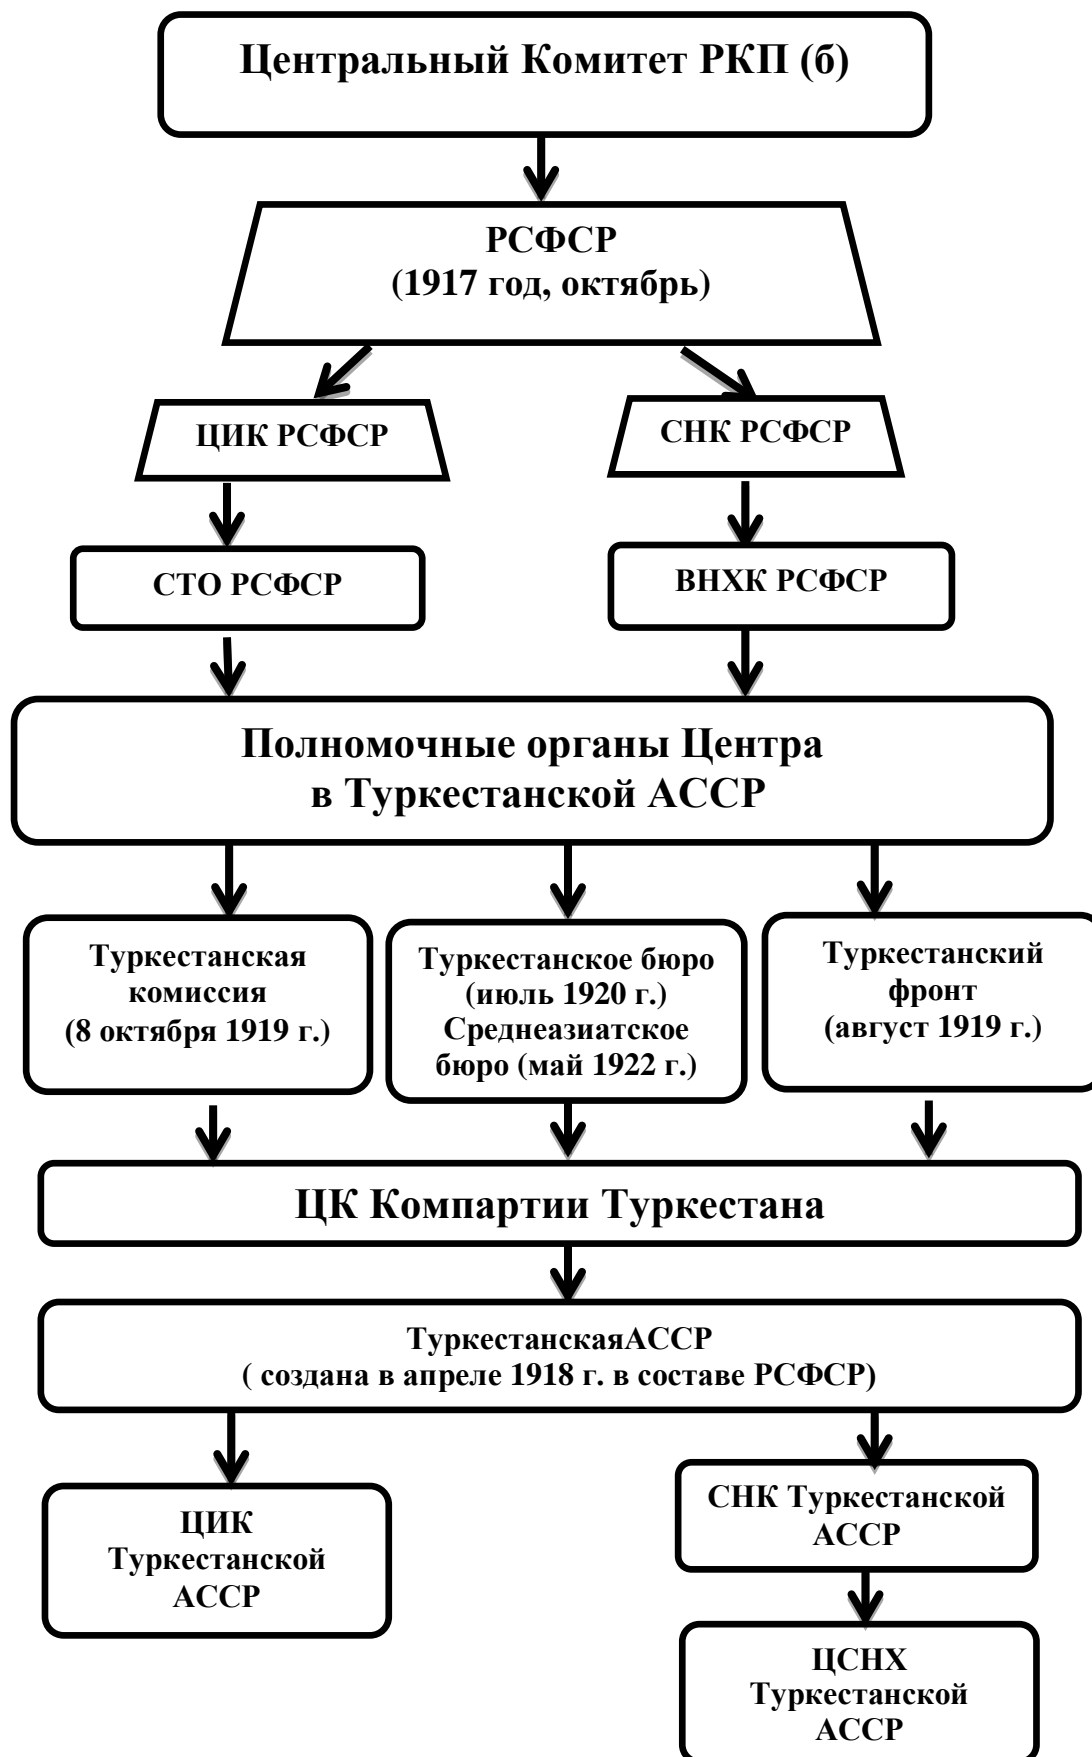 Центральный Комитет РКП (б)
РСФСР
(1917 год, октябрь)
ЦИК РСФСР
СНК РСФСР
СТО РСФСР
ВНХК РСФСР
Полномочные органы Центра
в Туркестанской АССР
Туркестанская
комиссия
(8 октября 1919 г.)
Туркестанское бюро
(июль 1920 г.)
Среднеазиатское
бюро (май 1922 г.)
Туркестанский
фронт
(август 1919 г.)
ЦК Компартии Туркестана
ТуркестанскаяАССР
( создана в апреле 1918 г. в составе РСФСР)
ЦИК
Туркестанской
АССР
СНК Туркестанской
АССР
ЦСНХ
Туркестанской
АССР